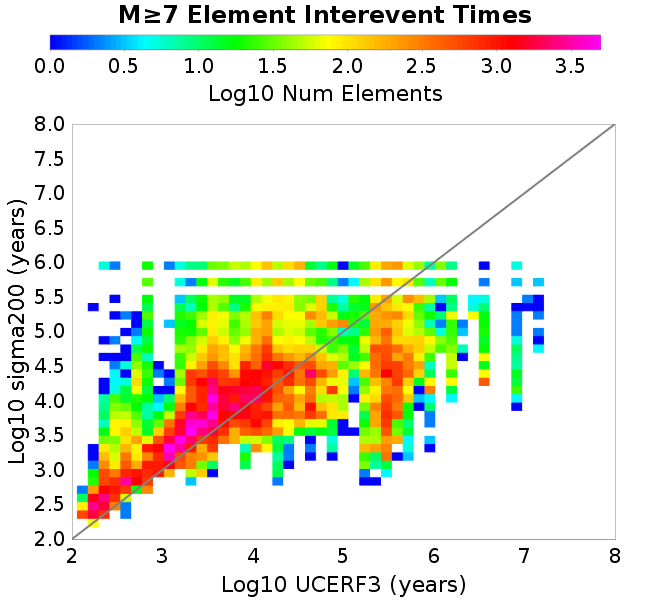 M≥7 Element Interevent Times
0.0 0.5 1.0 1.5 2.0 2.5 3.0 3.5
Log10 Num Elements
8.0
7.5
7.0
6.5
6.0
5.5
5.0
4.5
4.0
3.5
3.0
2.5
2.0
Log10 sigma200 (years)
2 3 4 5 6 7 8
Log10 UCERF3 (years)